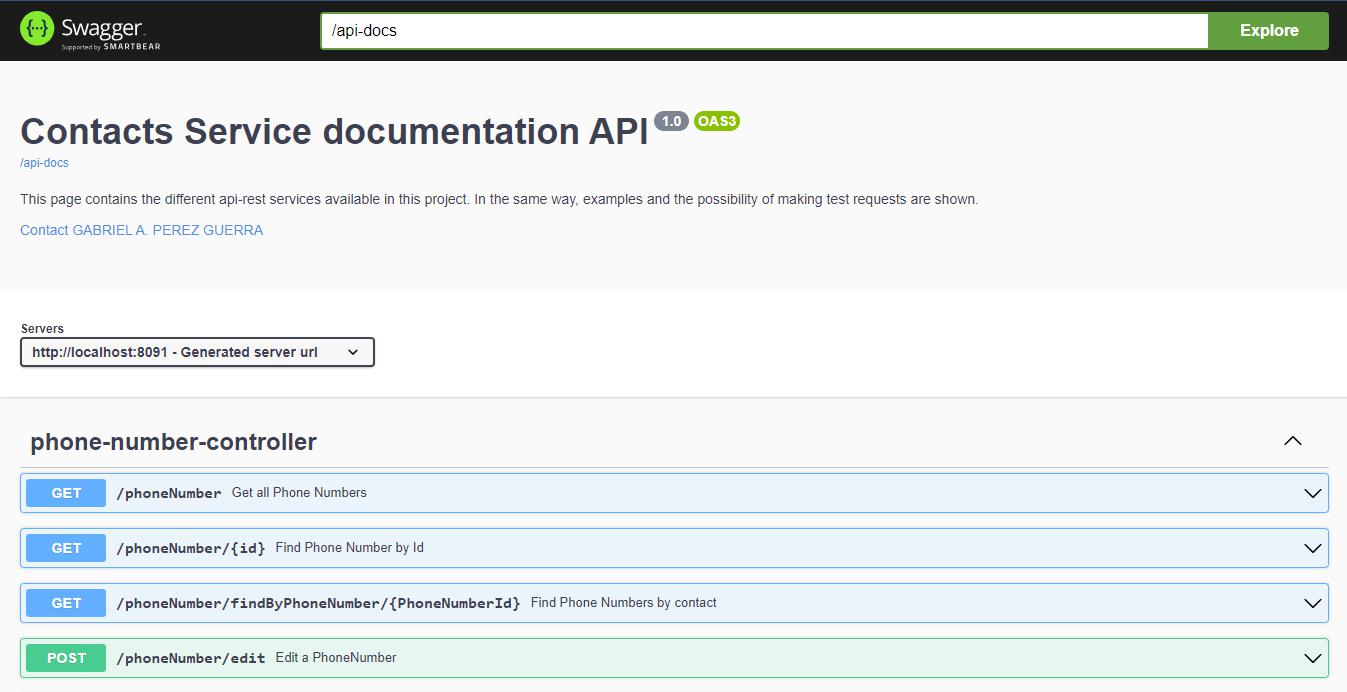 Swagger
Supported by SMARTBEAR
/api-docs
Explore
Contacts Service documentation API 1.0 OAS3
/api-docs
This page contains the different api-rest services available in this project. In the same way, examples and the possibility of making test requests are shown.
Contact GABRIEL A. PEREZ GUERRA
Servers
http://localhost:8091 - Generated server url
phone-number-controller
GET /phoneNumber Get all Phone Numbers
GET /phoneNumber/{id} Find Phone Number by Id
GET /phoneNumber/findByPhoneNumber/{PhoneNumberId} Find Phone Numbers by contact
POST /phoneNumber/edit Edit a PhoneNumber